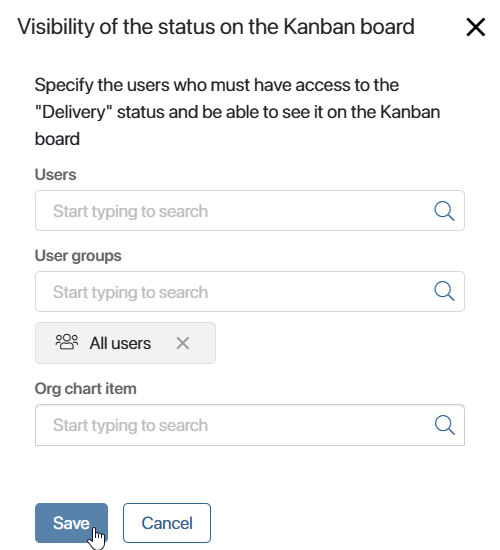 Visibility of the status on the Kanban board
Specify the users who must have access to the
"Delivery" status and be able to see it on the Kanban
board
Users
Start typing to search
User groups
Start typing to search
All users
Org chart item
Start typing to search
Save
Cancel